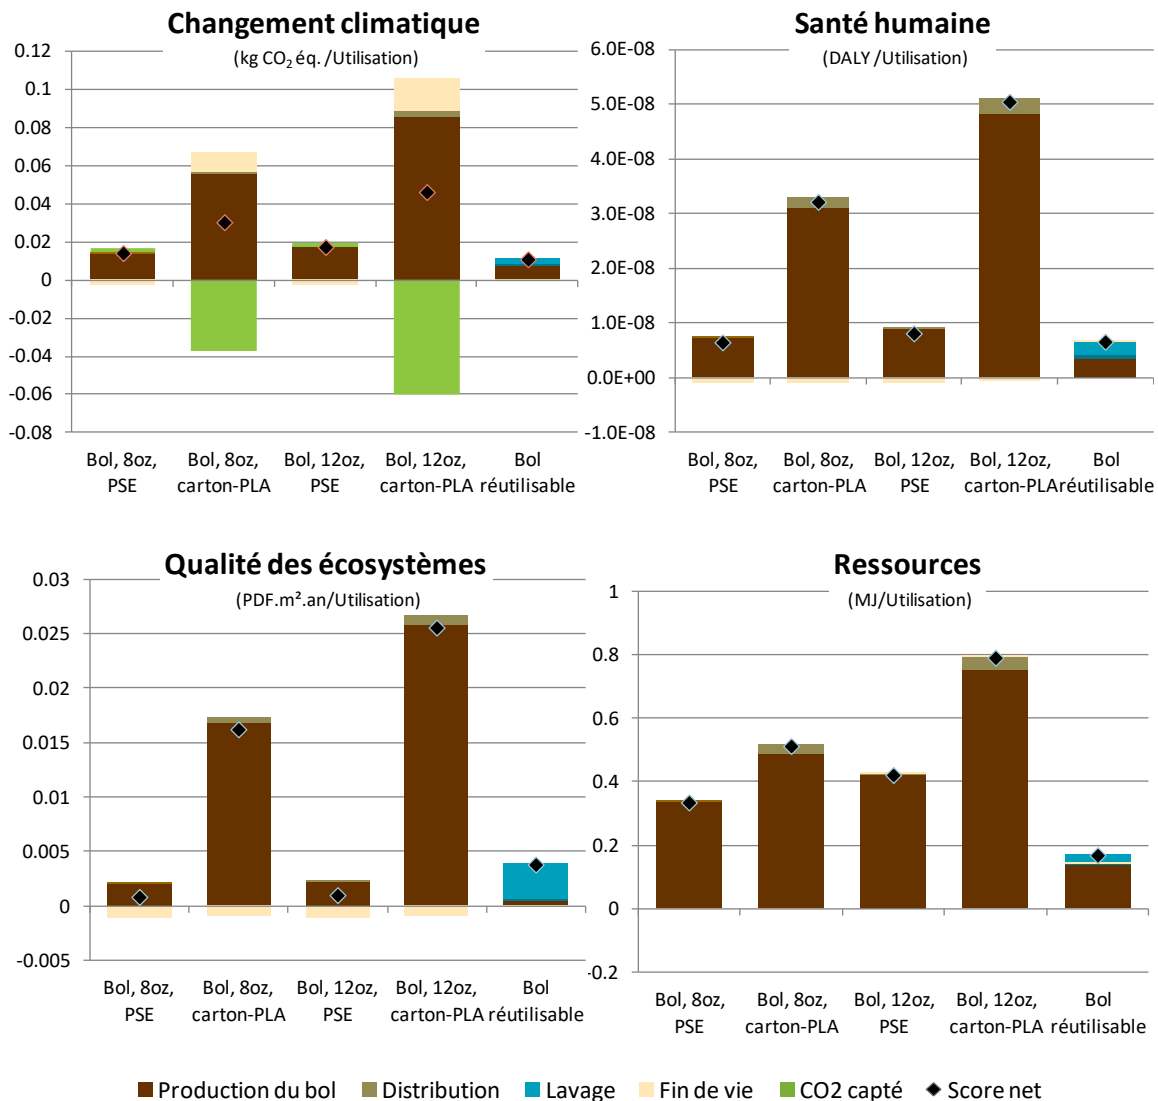 Changement climatique
(kg CO₂ éq. /Utilisation)
0.12
0.1
0.08
0.06
0.04
0.02
0
-0.02
-0.04
-0.06
-0.08
Bol, 8oz, PSE
Bol, 8oz, carton-PLA
Bol, 12oz, PSE
Bol, 12oz, carton-PLA
Bol réutilisable
Santé humaine
(DALY /Utilisation)
6.0E-08
5.0E-08
4.0E-08
3.0E-08
2.0E-08
1.0E-08
0.0E+00
-1.0E-08
Bol, 8oz, PSE
Bol, 8oz, carton-PLA
Bol, 12oz, PSE
Bol, 12oz, carton-PLA
Bol réutilisable
Qualité des écosystèmes
(PDF.m².an/Utilisation)
0.03
0.025
0.02
0.015
0.01
0.005
0
-0.005
Bol, 8oz, PSE
Bol, 8oz, carton-PLA
Bol, 12oz, PSE
Bol, 12oz, carton-PLA
Bol réutilisable
Ressources
(MJ/Utilisation)
1
0.8
0.6
0.4
0.2
0
-0.2
Bol, 8oz, PSE
Bol, 8oz, carton-PLA
Bol, 12oz, PSE
Bol, 12oz, carton-PLA
Bol réutilisable
Production du bol
Distribution
Lavage
Fin de vie
CO2 capté
Score net